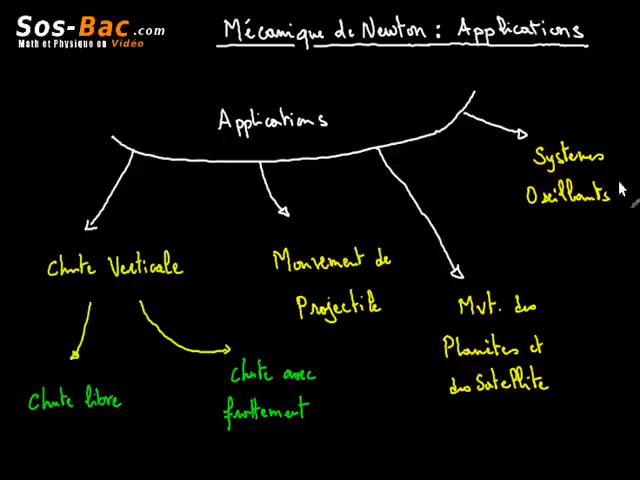 Sos-Bac.com
Math et Physique en Vidéo
Mécanique de Newton : Applications
Applications
Systemes
Oscillants
Chute Verticale
Mouvement de
Projectile
Mvt. des
Planètes et
des Satellite
Chute libre
Chute avec
frottement